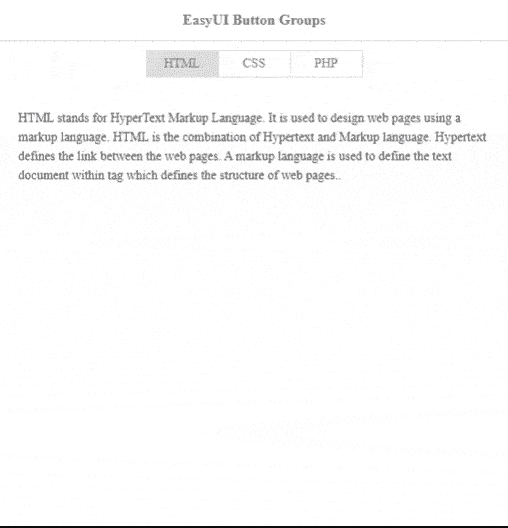 EasyUI Button Groups
HTML CSS PHP
HTML stands for HyperText Markup Language. It is used to design web pages using a
markup language. HTML is the combination of Hypertext and Markup language. Hypertext
defines the link between the web pages. A markup language is used to define the text
document within tag which defines the structure of web pages..